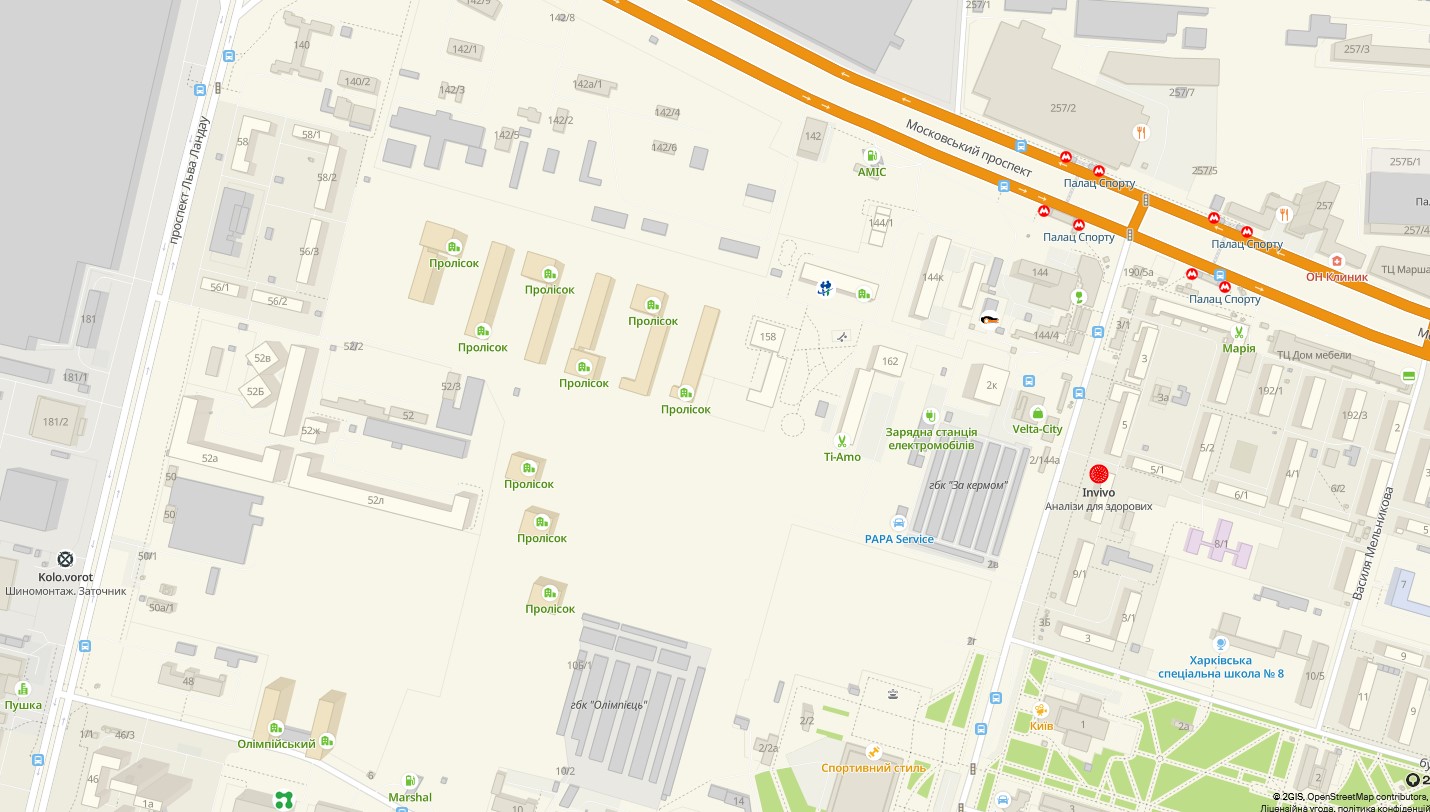 257/1
142/9
142/8
140
142/1
257/3
140/2
142/3
142а/1
257/7
257/2
142/4
142/2
142/5
142
142/6
58
58/1
Московський проспект
257Б/1
проспект Льва Ландау
58/2
АМІС
257/5
Палац Спорту
257
144/1
Палац Спорту
Палац Спорту
257/4
56/3
Пролісок
144
190/5а
ТЦ Марша
144к
ОН Клиник
56/1
56/2
Пролісок
Палац Спорту
181
Пролісок
3/1
144/4
158
Марія
52/2
Пролісок
ТЦ Дом мебели
52в
3
181/1
162
2к
52/3
52Б
Пролісок
192/1
3а
Пролісок
52
192/3
2
181/2
5
Velta-City
52ж
Зарядна станція
електромобілів
5/2
Ti-Amo
52а
2/144а
5/1
4/1
50
Пролісок
гбк "За кермом"
Invivo
6/2
6/1
52л
Аналізи для здорових
50
Пролісок
PAPA Service
8/1
Василя Мельникова
50/1
2в
Kolo.vorot
9/1
7
Шиномонтаж. Заточник
50а/1
Пролісок
3/1
3Б
3
2г
9
10Б/1
Харківська
спеціальна школа № 8
48
10/5
11
гбк "Олімпієць"
Пушка
9
2/2
Київ
1
2а
1/1
46/3
Олімпійський
2/2а
Спортивний стиль
6
10/2
46
2
Marshal
1а
10
14
© 2GIS, OpenStreetMap contributors,
Ліцензійна угода, політика конфіденцій